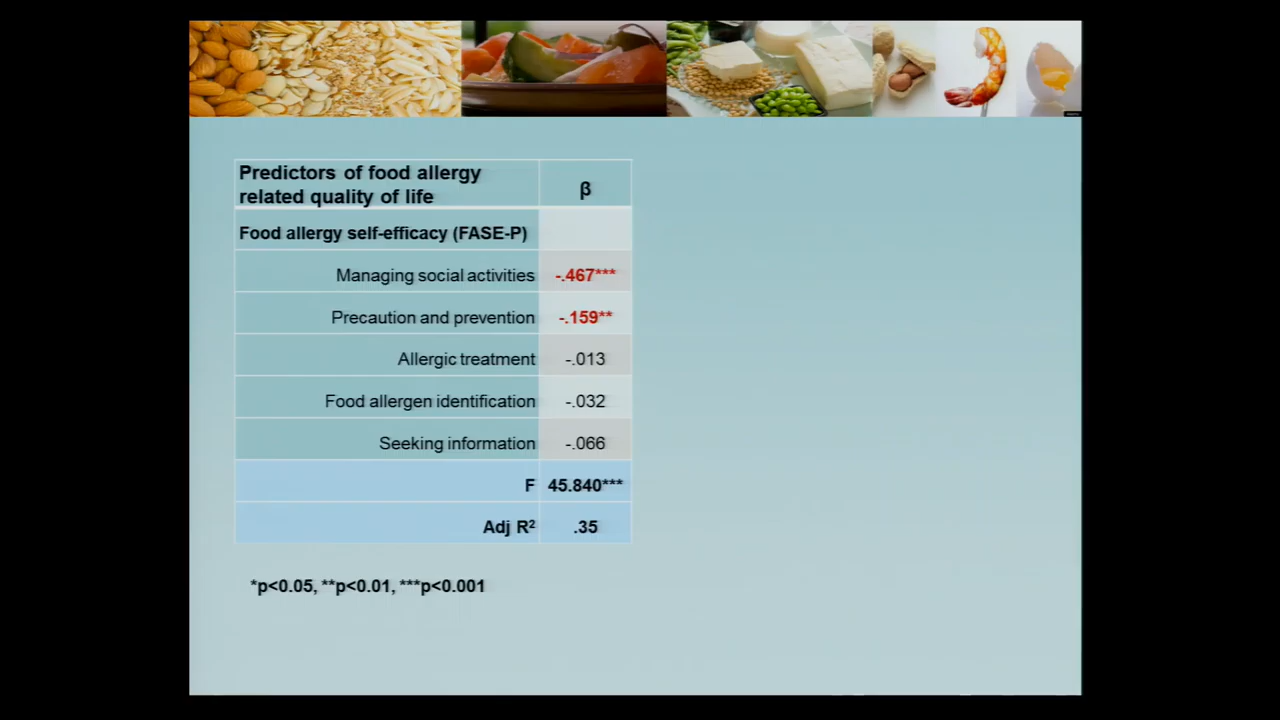 Predictors of food allergy
related quality of life
β
Food allergy self-efficacy (FASE-P)
Managing social activities -.467***
Precaution and prevention -.159**
Allergic treatment -.013
Food allergen identification -.032
Seeking information -.066
F 45.840***
Adj R² .35
*p<0.05, **p<0.01, ***p<0.001